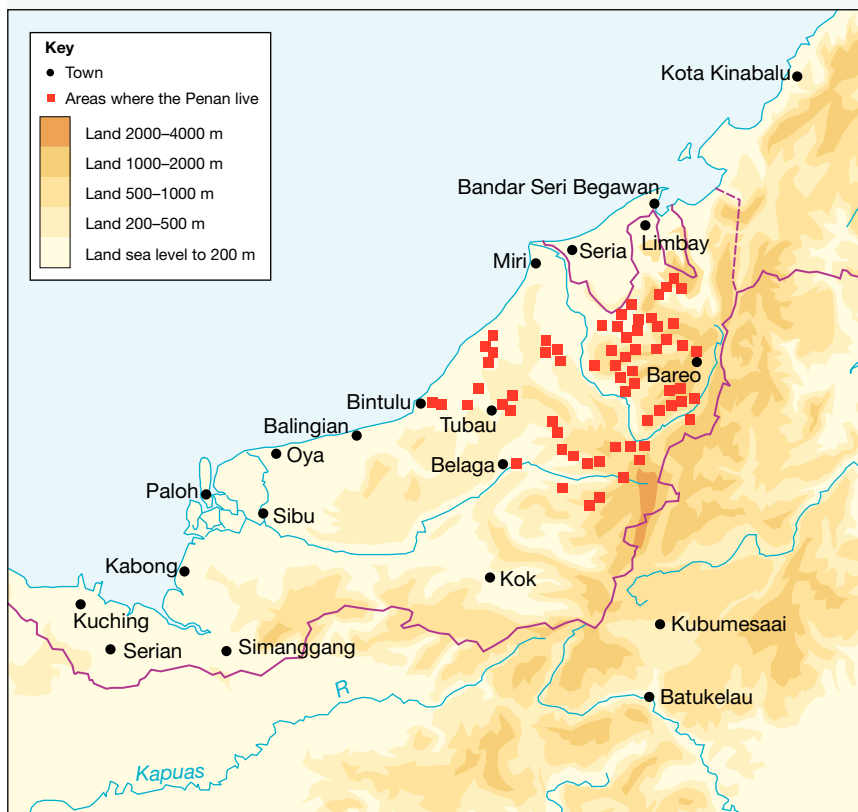 Key
Town
Areas where the Penan live
Land 2000–4000 m
Land 1000–2000 m
Land 500–1000 m
Land 200–500 m
Land sea level to 200 m
Kota Kinabalu
Bandar Seri Begawan
Limbay
Seria
Miri
Bareo
Bintulu
Tubau
Balingian
Oya
Belaga
Paloh
Sibu
Kabong
Kok
Kuching
Serian
Simanggang
Kubumesaai
Batukelau
R
Kapuas